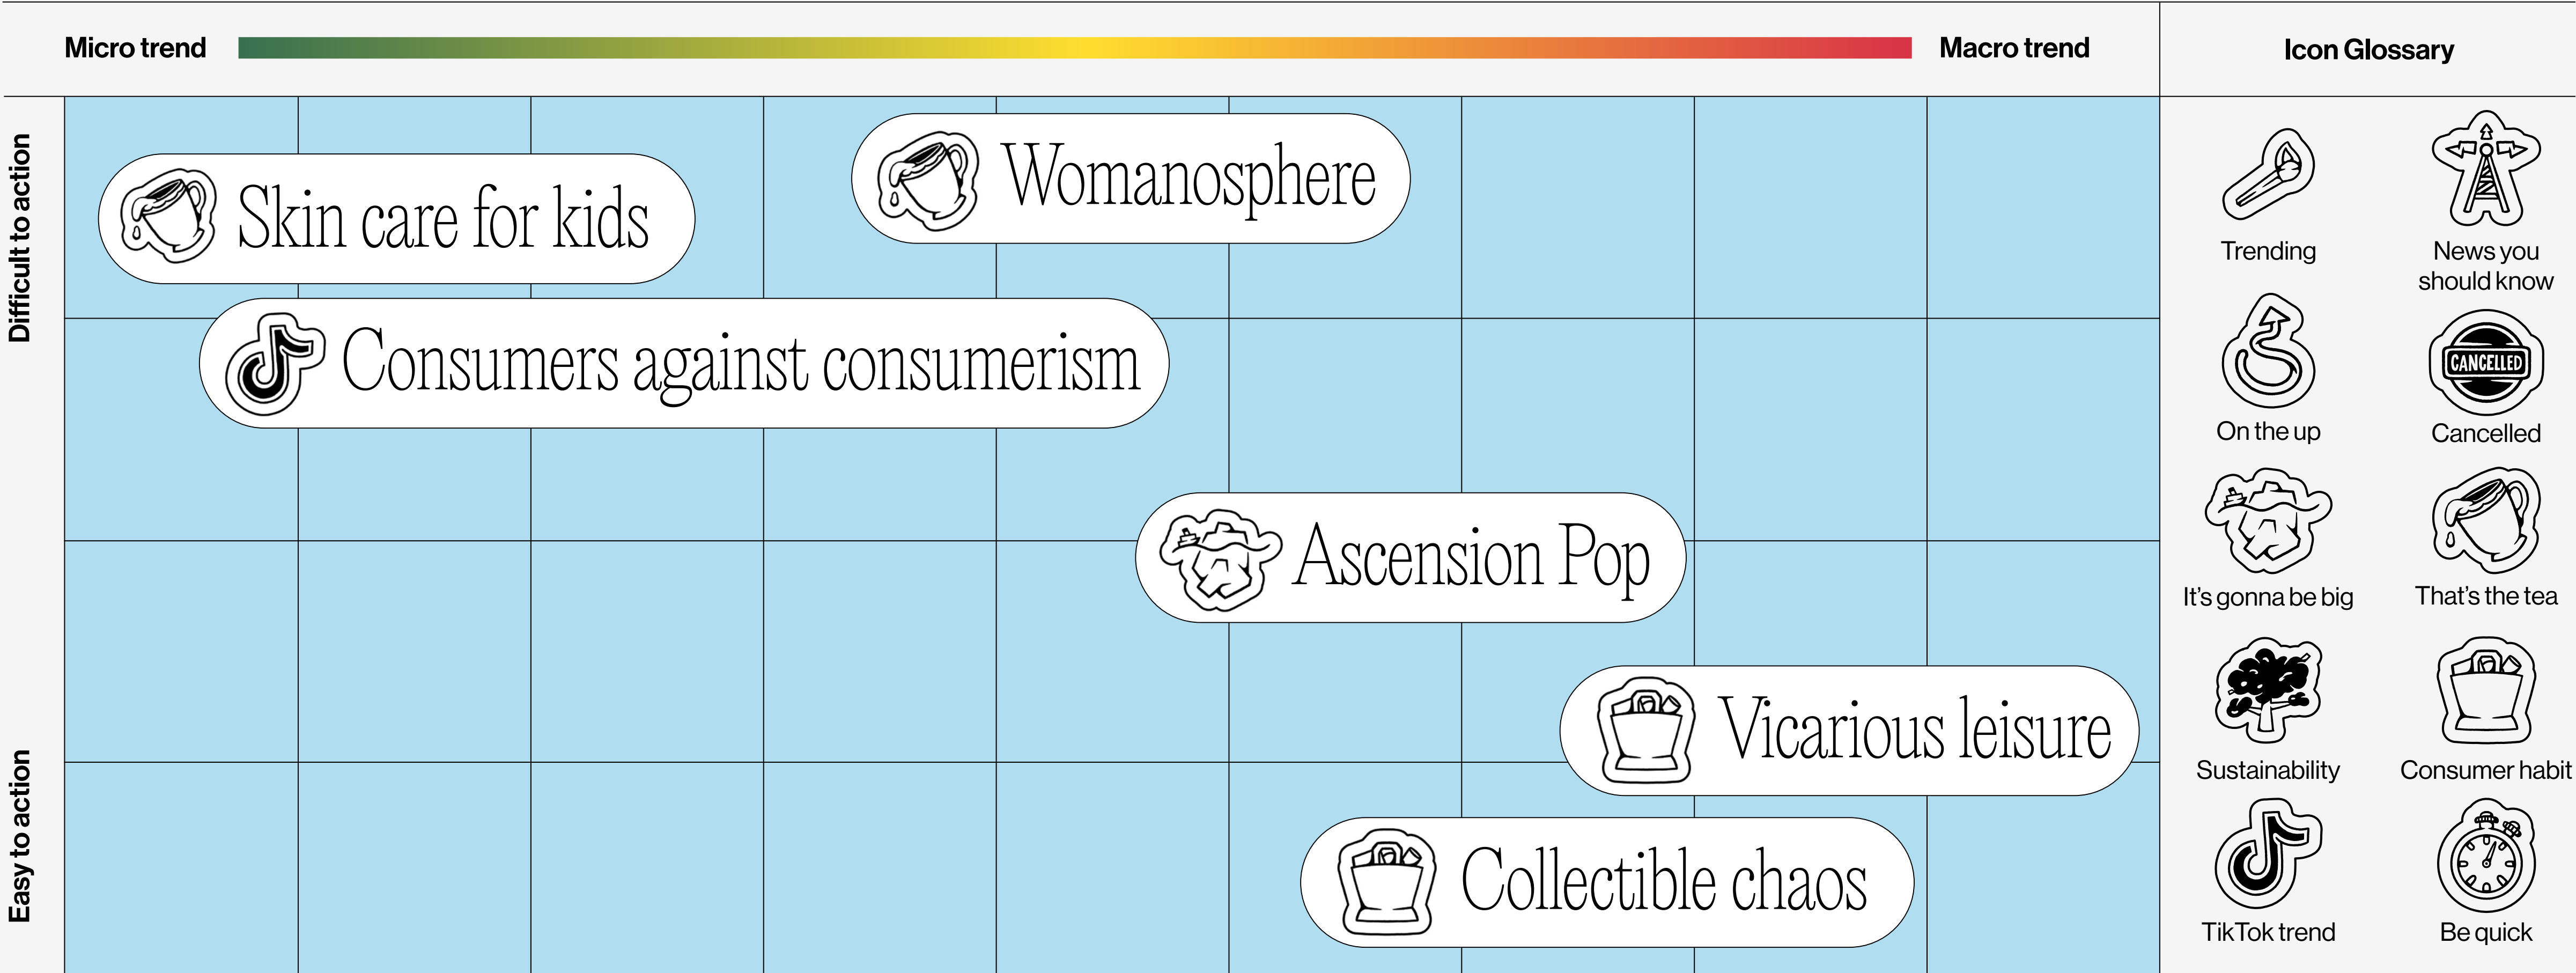 Micro trend
Macro trend
Icon Glossary
Difficult to action
Easy to action
Womanosphere
Skin care for kids
Consumers against consumerism
Ascension Pop
Vicarious leisure
Collectible chaos
Trending
News you
should know
On the up
CANCELLED
Cancelled
It's gonna be big
That's the tea
Sustainability
Consumer habit
TikTok trend
Be quick